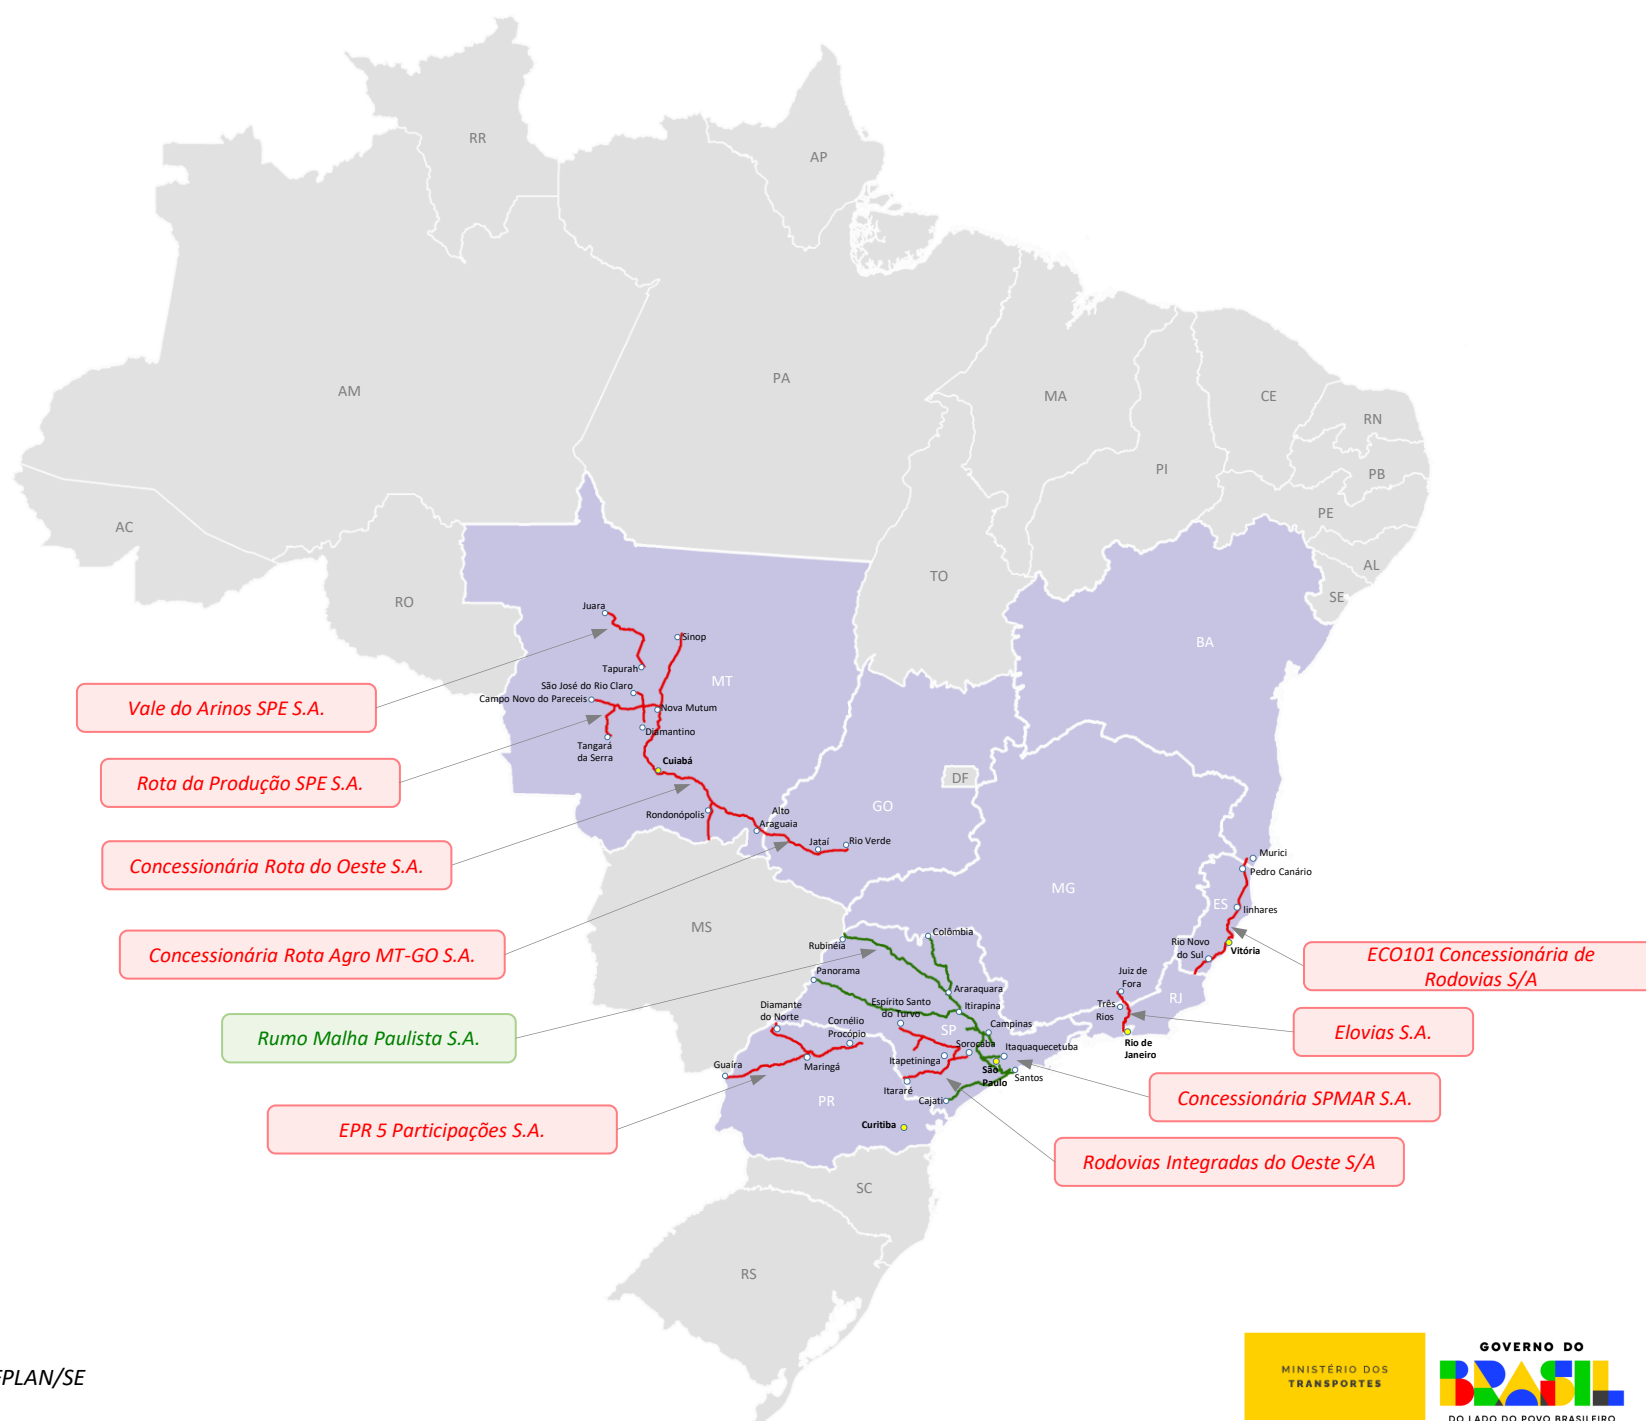 RR
AP
AM
PA
MA
CE
RN
PI
PB
PE
AC
AL
TO
SE
RO
Juara
BA
Sinop
Tapurah
MT
São José do Rio Claro
Campo Novo do Pareceis
Vale do Arinos SPE S.A.
Nova Mutum
Diamantino
Tangará
da Serra
Cuiabá
Rota da Produção SPE S.A.
DF
GO
Alto
Araguaia
Rondonópolis
Jataí
Rio Verde
Murici
Concessionária Rota do Oeste S.A.
Pedro Canário
MG
ES
linhares
MS
Colômbia
Rubinéia
Rio Novo
do Sul
Vitória
Concessionária Rota Agro MT-GO S.A.
ECO101 Concessionária de
Rodovias S/A
Panorama
Juiz de
Fora
Araraquara
RJ
Diamante
do Norte
Espírito Santo
do Turvo
Itirapina
Três
Rios
Cornélio
Procópio
SP
Campinas
Rumo Malha Paulista S.A.
Elovias S.A.
Sorocaba
Itaquaquecetuba
Rio de
Janeiro
Guaíra
Maringá
Itapetininga
São
Paulo
Santos
Itararé
Cajati
PR
Concessionária SPMAR S.A.
EPR 5 Participações S.A.
Curitiba
Rodovias Integradas do Oeste S/A
SC
RS
EPLAN/SE
MINISTÉRIO DOS
TRANSPORTES
GOVERNO DO
BRASIL
DO LADO DO POVO BRASILEIRO